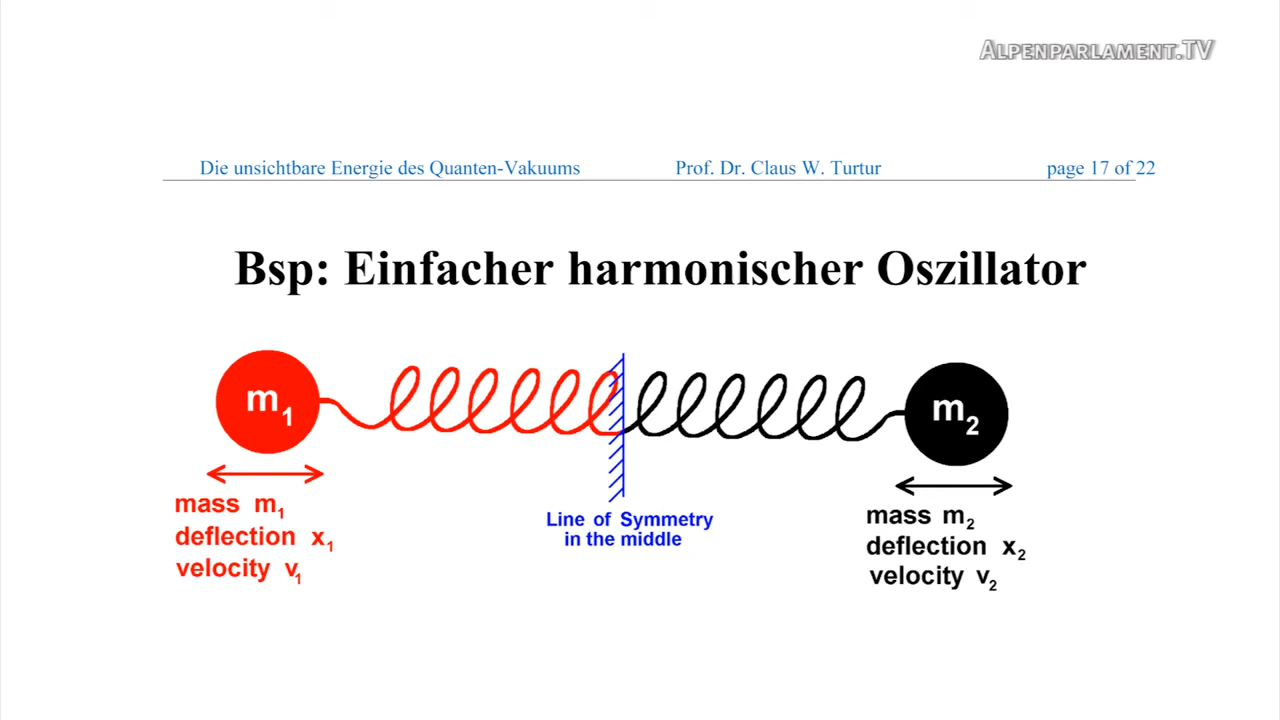 ALPENPARLAMENT.TV
Die unsichtbare Energie des Quanten-Vakuums Prof. Dr. Claus W. Turtur page 17 of 22
Bsp: Einfacher harmonischer Oszillator
m₁
m₂
mass m₁
deflection x₁
velocity v₁
Line of Symmetry
in the middle
mass m₂
deflection x₂
velocity v₂